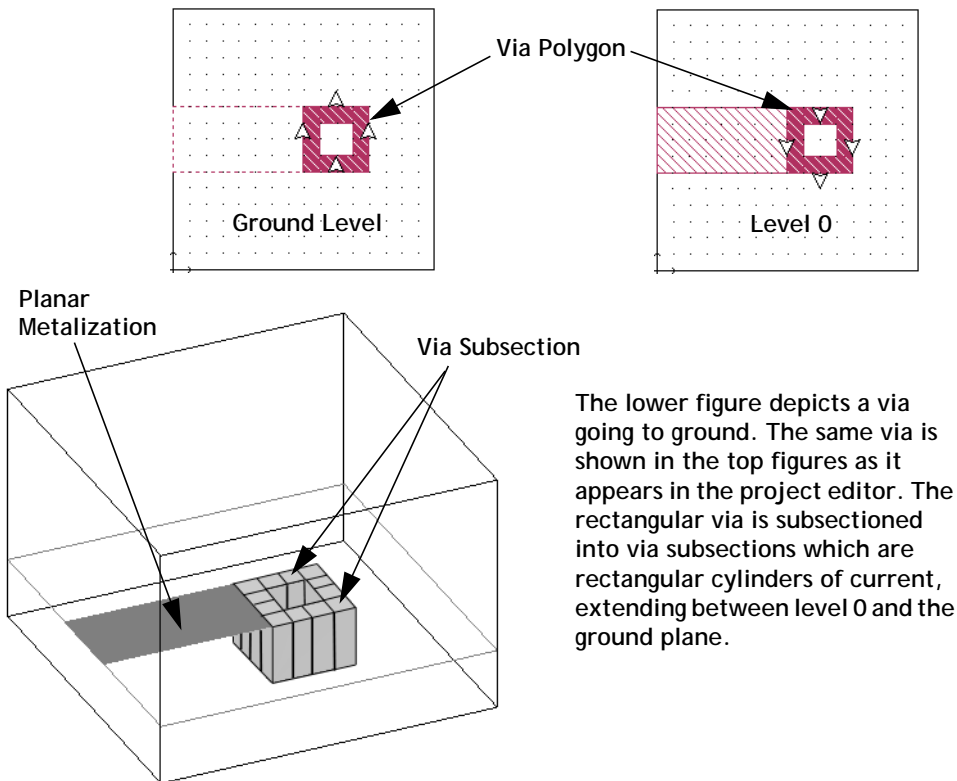 Via Polygon
Ground Level
Level 0
Planar
Metalization
Via Subsection
The lower figure depicts a via
going to ground. The same via is
shown in the top figures as it
appears in the project editor. The
rectangular via is subsectioned
into via subsections which are
rectangular cylinders of current,
extending between level 0 and the
ground plane.